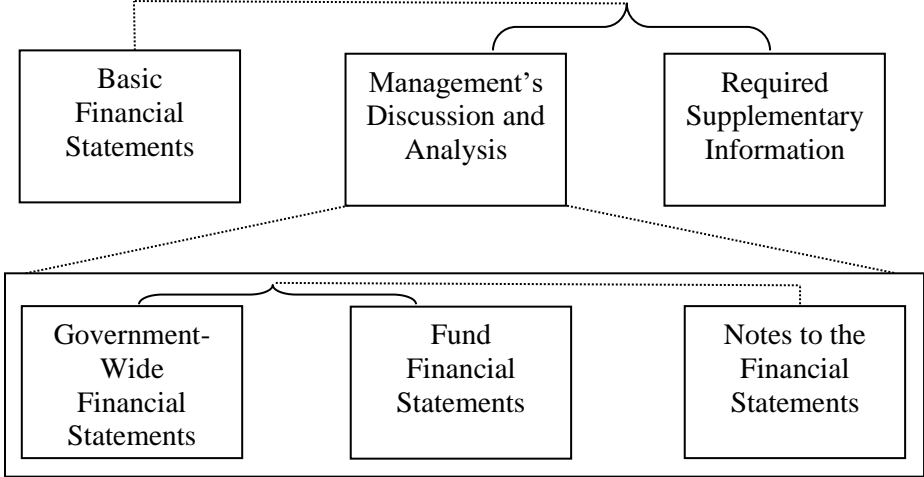 Basic
Financial
Statements
Management’s
Discussion and
Analysis
Required
Supplementary
Information
Government-
Wide
Financial
Statements
Fund
Financial
Statements
Notes to the
Financial
Statements